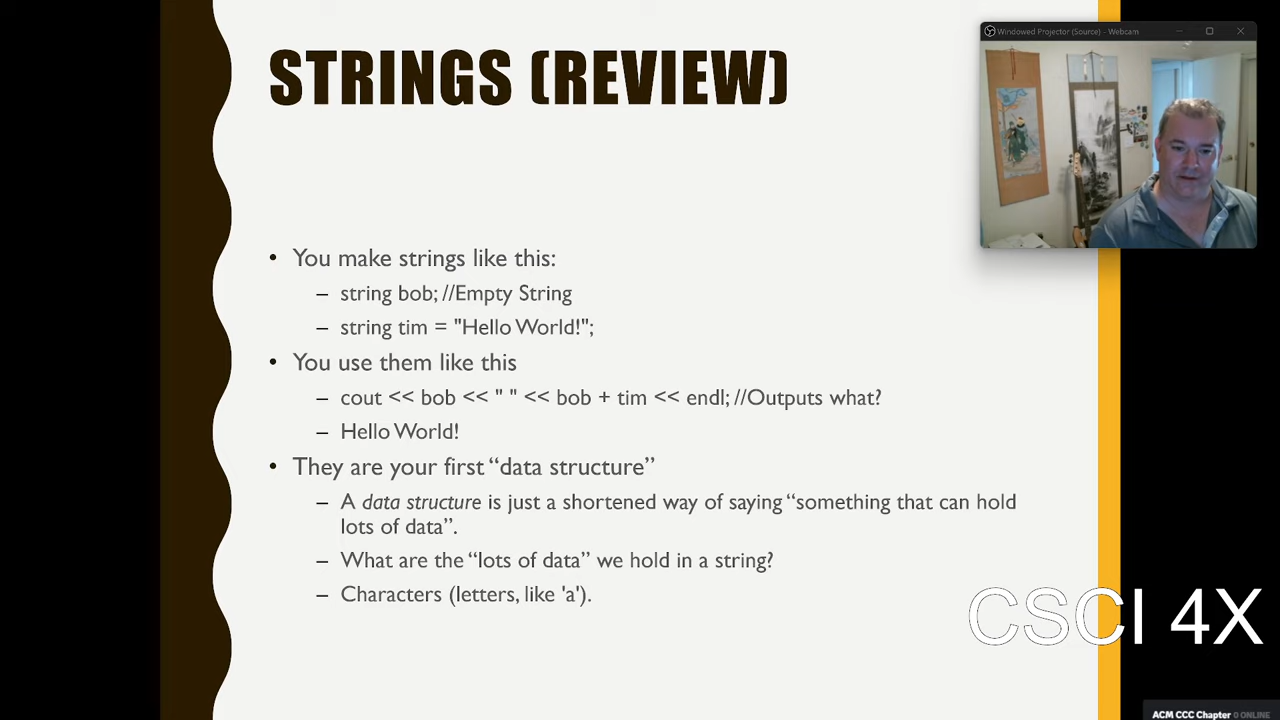 STRINGS (REVIEW)
Windowed Projector (Source) - Webcam
• You make strings like this:
– string bob; //Empty String
– string tim = "Hello World!";
• You use them like this
– cout << bob << " " << bob + tim << endl; //Outputs what?
– Hello World!
• They are your first “data structure”
– A data structure is just a shortened way of saying “something that can hold
lots of data”.
– What are the “lots of data” we hold in a string?
– Characters (letters, like 'a').
CSCI 4X
ACM CCC Chapter 0 ONLINE